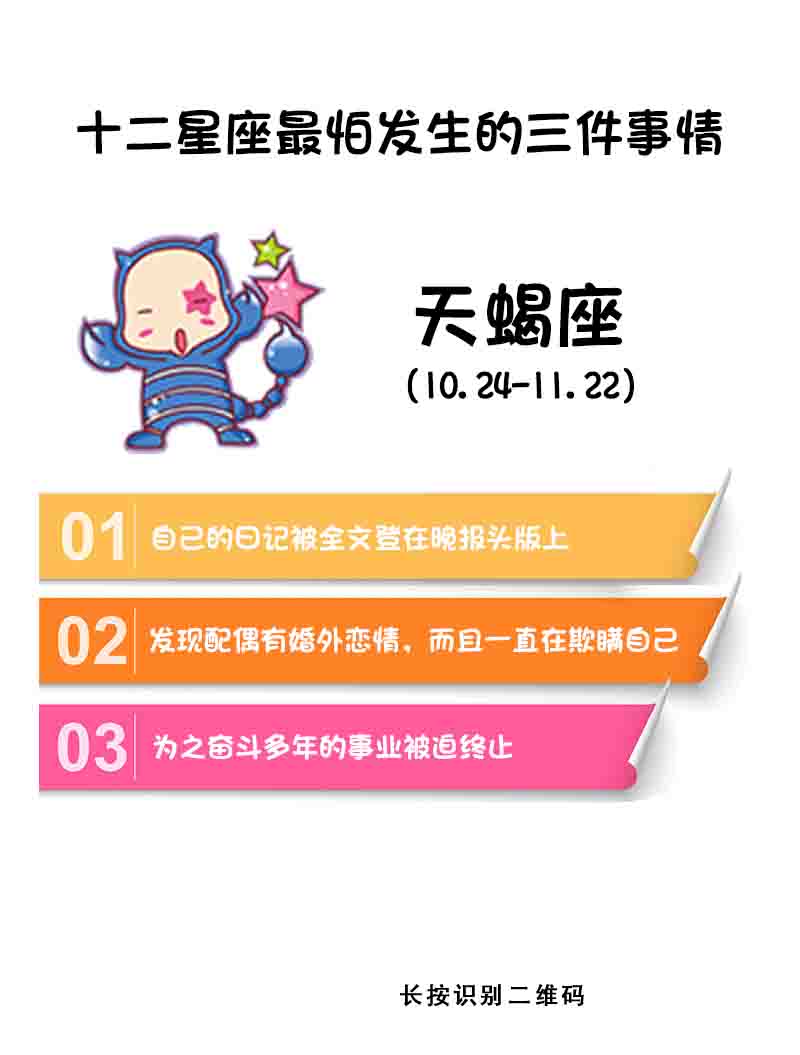 十二星座最怕发生的三件事情
天蝎座
(10.24-11.22)
01 自己的日记被全文登在晚报头版上
02 发现配偶有婚外恋情，而且一直在欺瞒自己
03 为之奋斗多年的事业被迫终止
长按识别二维码